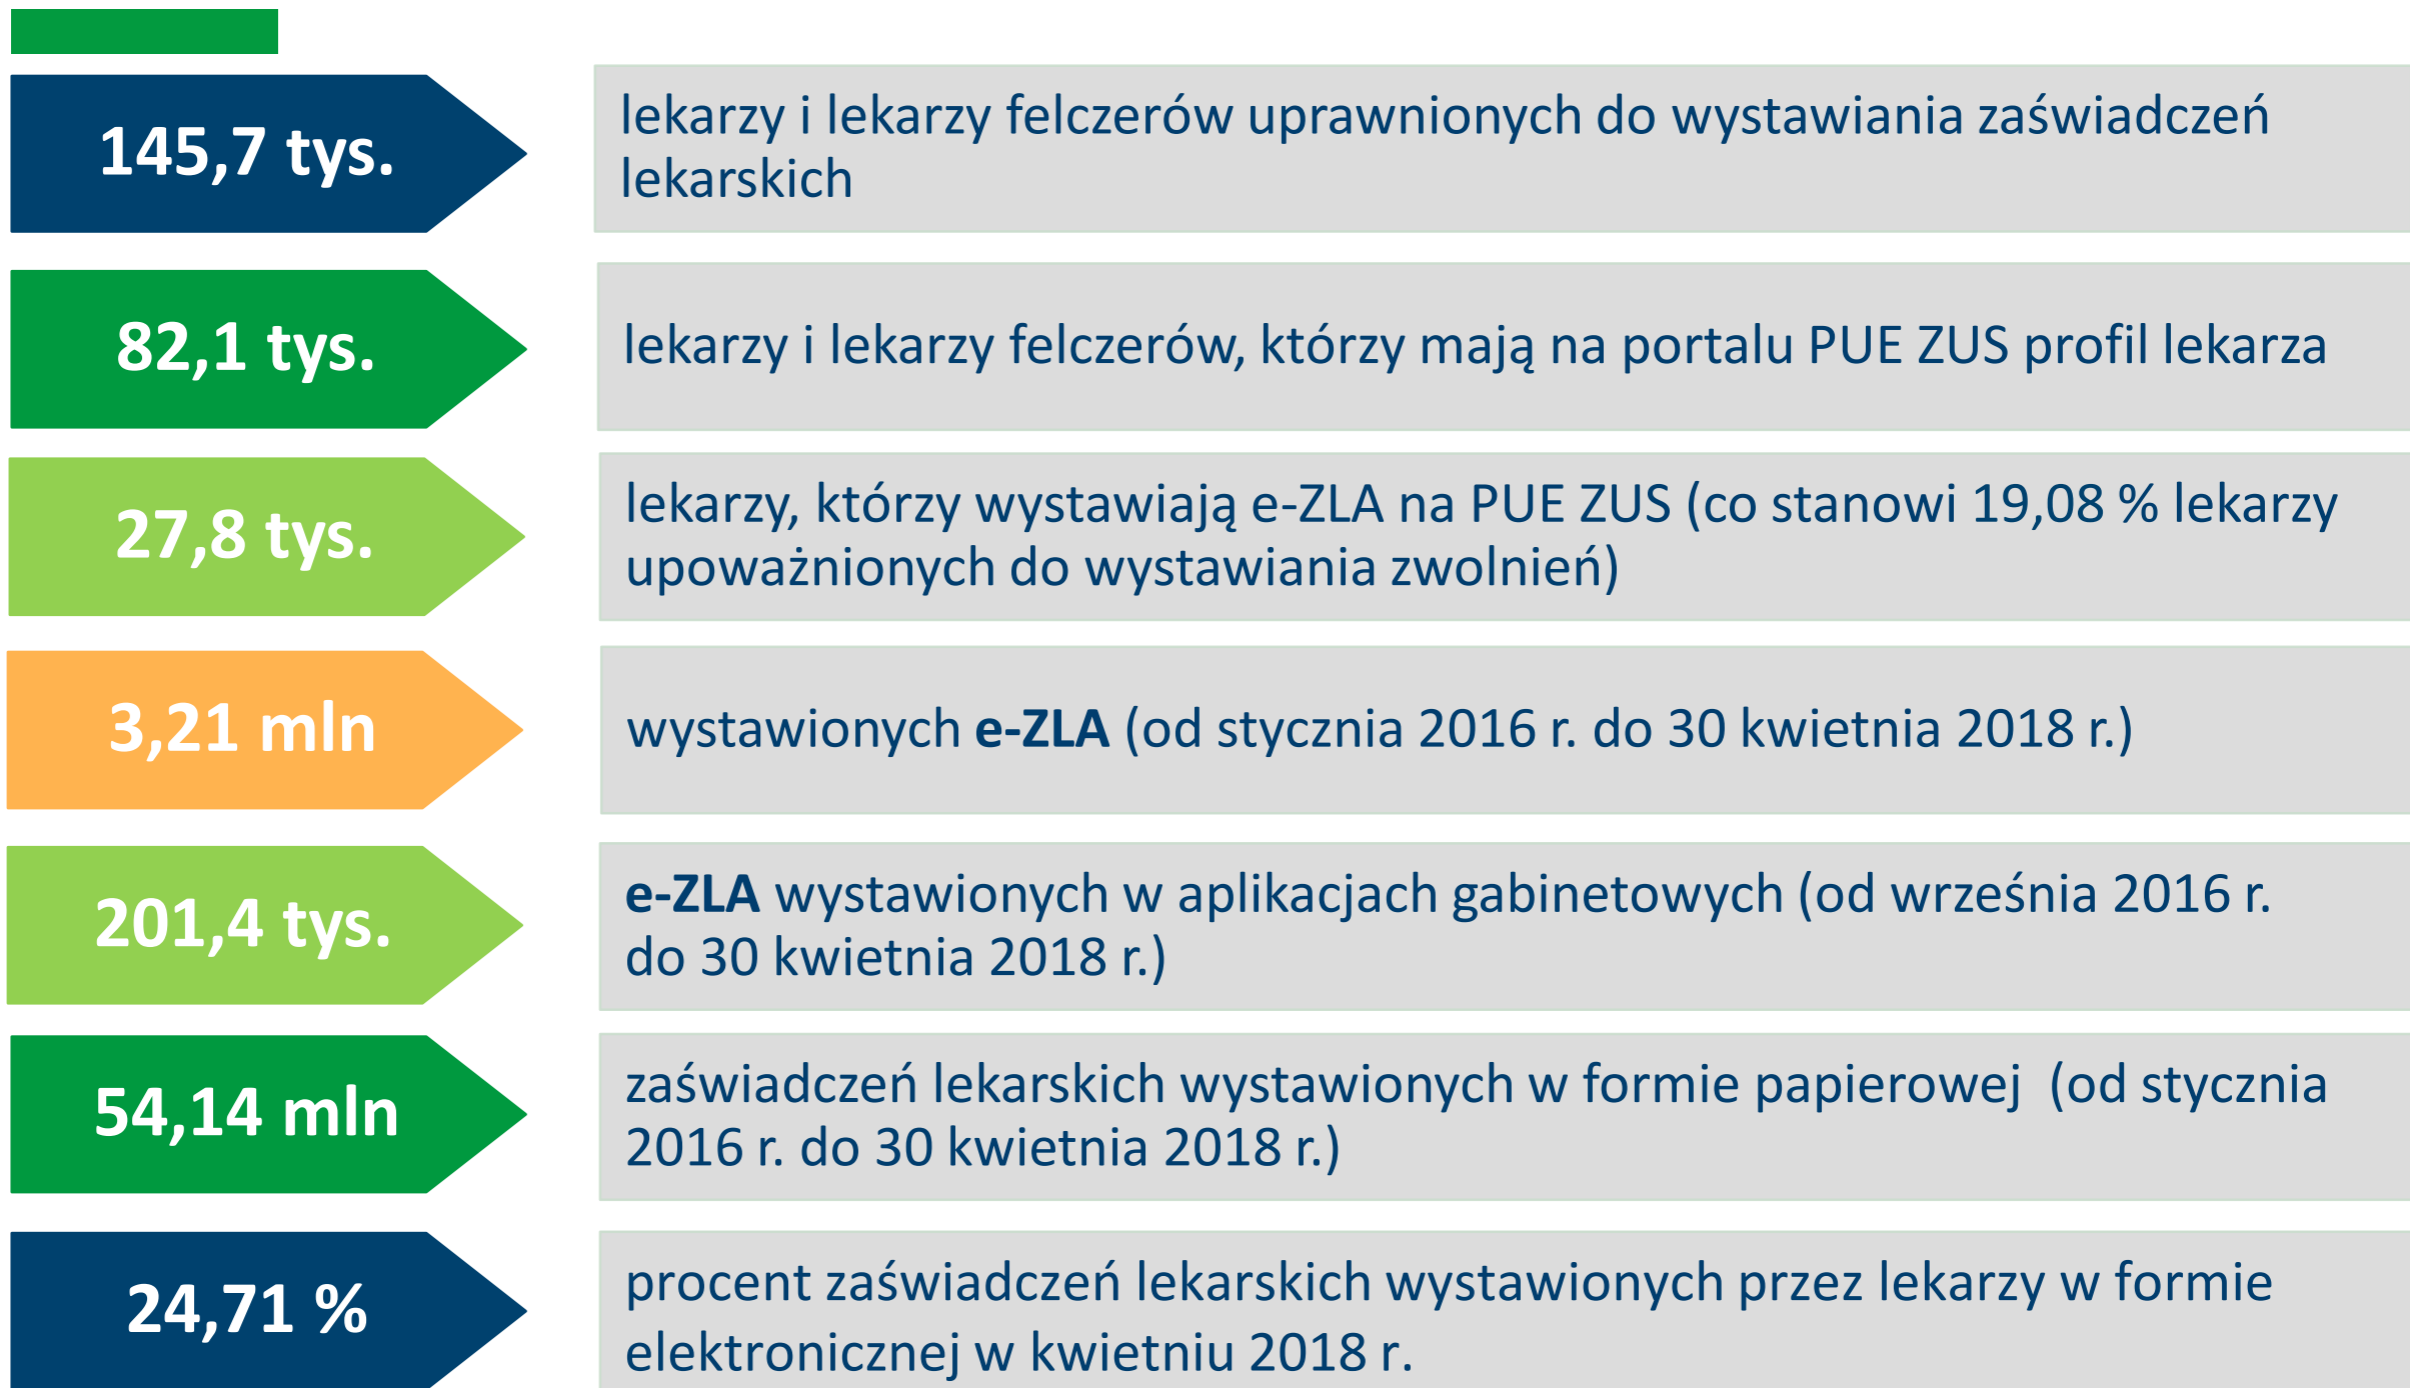 145,7 tys.
lekarzy i lekarzy felczerów uprawnionych do wystawiania zaświadczeń
lekarskich
82,1 tys.
lekarzy i lekarzy felczerów, którzy mają na portalu PUE ZUS profil lekarza
27,8 tys.
lekarzy, którzy wystawiają e-ZLA na PUE ZUS (co stanowi 19,08 % lekarzy
upoważnionych do wystawiania zwolnień)
3,21 mln
wystawionych e-ZLA (od stycznia 2016 r. do 30 kwietnia 2018 r.)
201,4 tys.
e-ZLA wystawionych w aplikacjach gabinetowych (od września 2016 r.
do 30 kwietnia 2018 r.)
54,14 mln
zaświadczeń lekarskich wystawionych w formie papierowej (od stycznia
2016 r. do 30 kwietnia 2018 r.)
24,71 %
procent zaświadczeń lekarskich wystawionych przez lekarzy w formie
elektronicznej w kwietniu 2018 r.